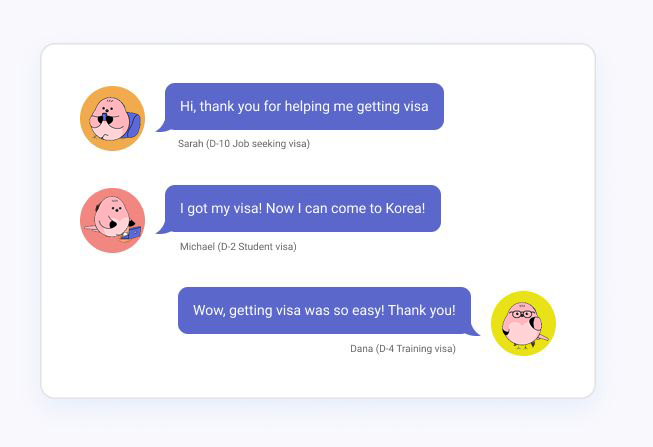 Hi, thank you for helping me getting visa
Sarah (D-10 Job seeking visa)
I got my visa! Now I can come to Korea!
Michael (D-2 Student visa)
Wow, getting visa was so easy! Thank you!
Dana (D-4 Training visa)